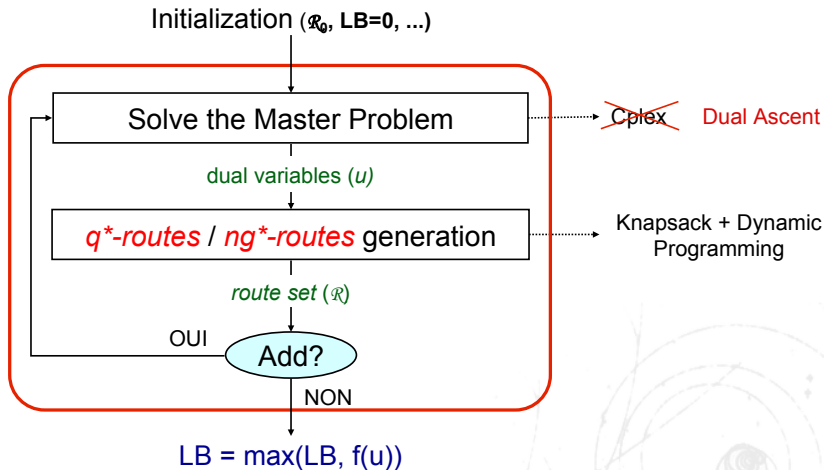 Initialization (ℛ₀, LB=0, ...)
Solve the Master Problem
Cplex Dual Ascent
dual variables (u)
q*-routes / ng*-routes generation
Knapsack + Dynamic
Programming
route set (ℛ)
OUI
Add?
NON
LB = max(LB, f(u))